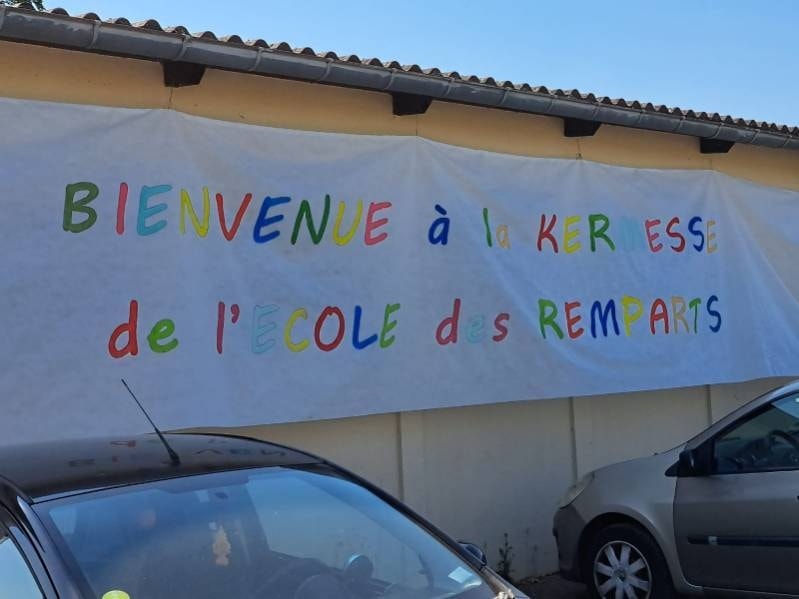 BIENVENUE à la KERMESSE
de l'ECOLE des REMPARTS